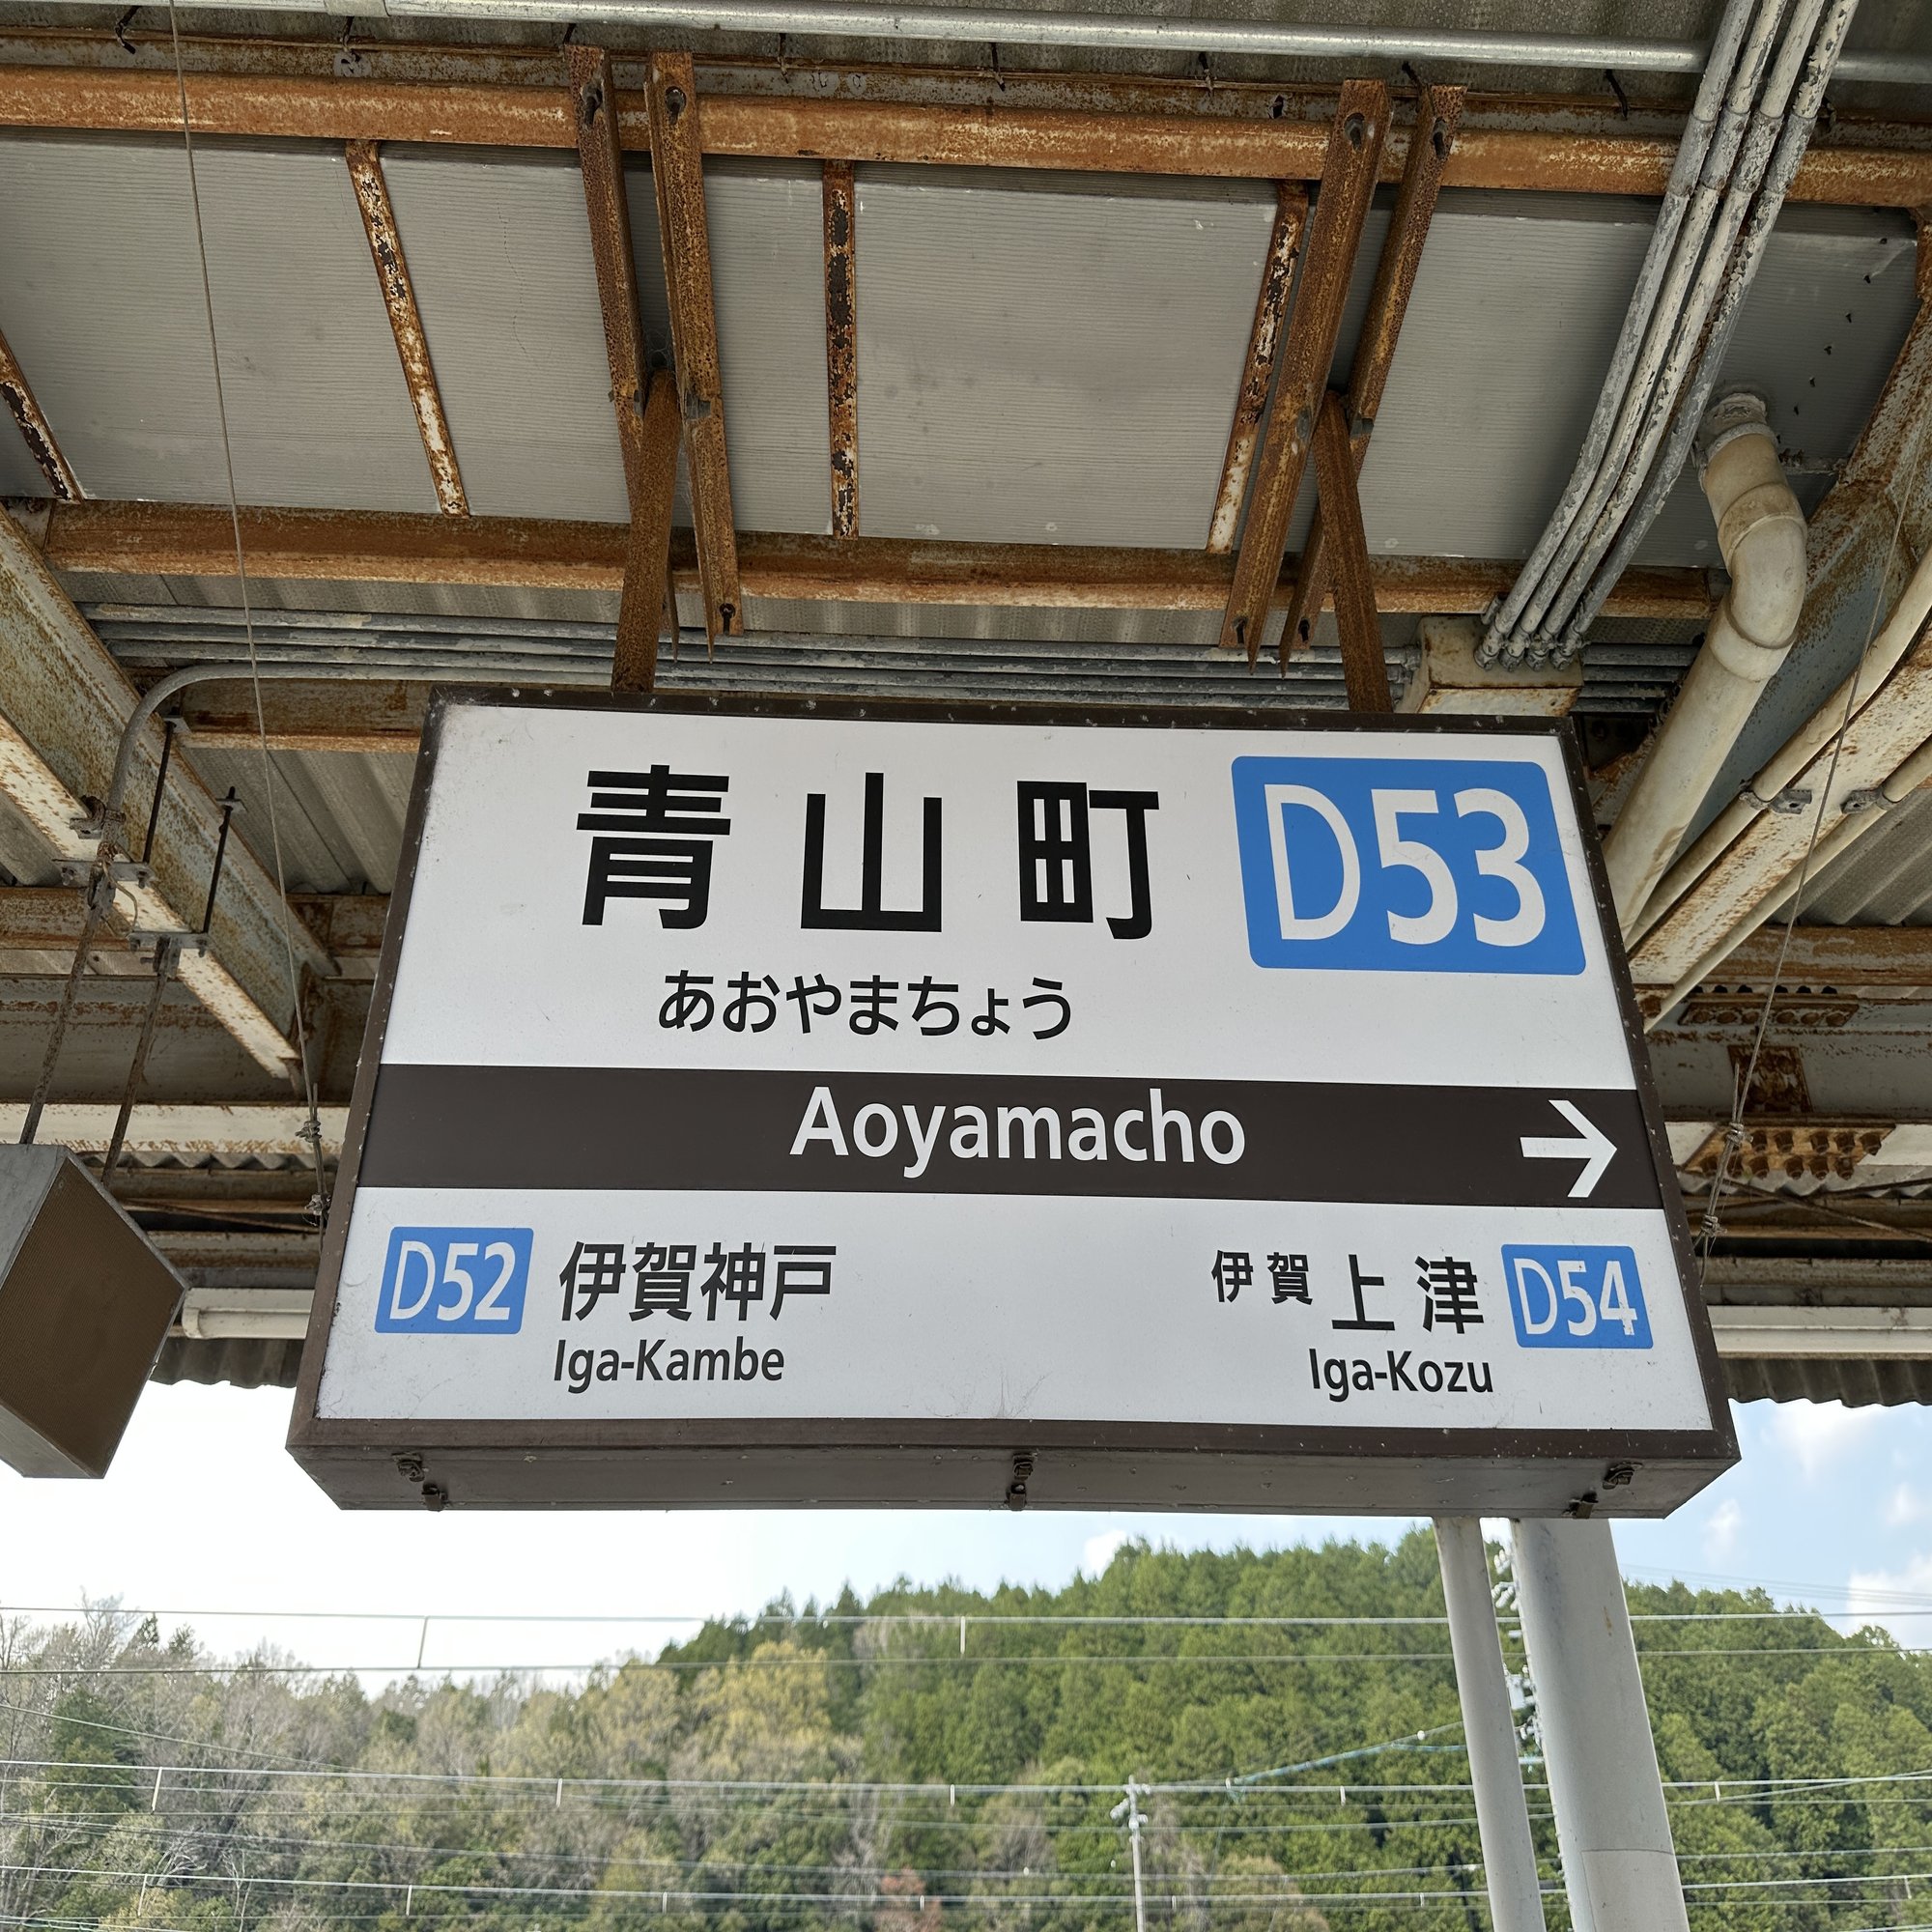 青山町 D53
あおやまちょう
Aoyamacho →
D52 伊賀神戸
Iga-Kambe
伊賀上津 D54
Iga-Kozu